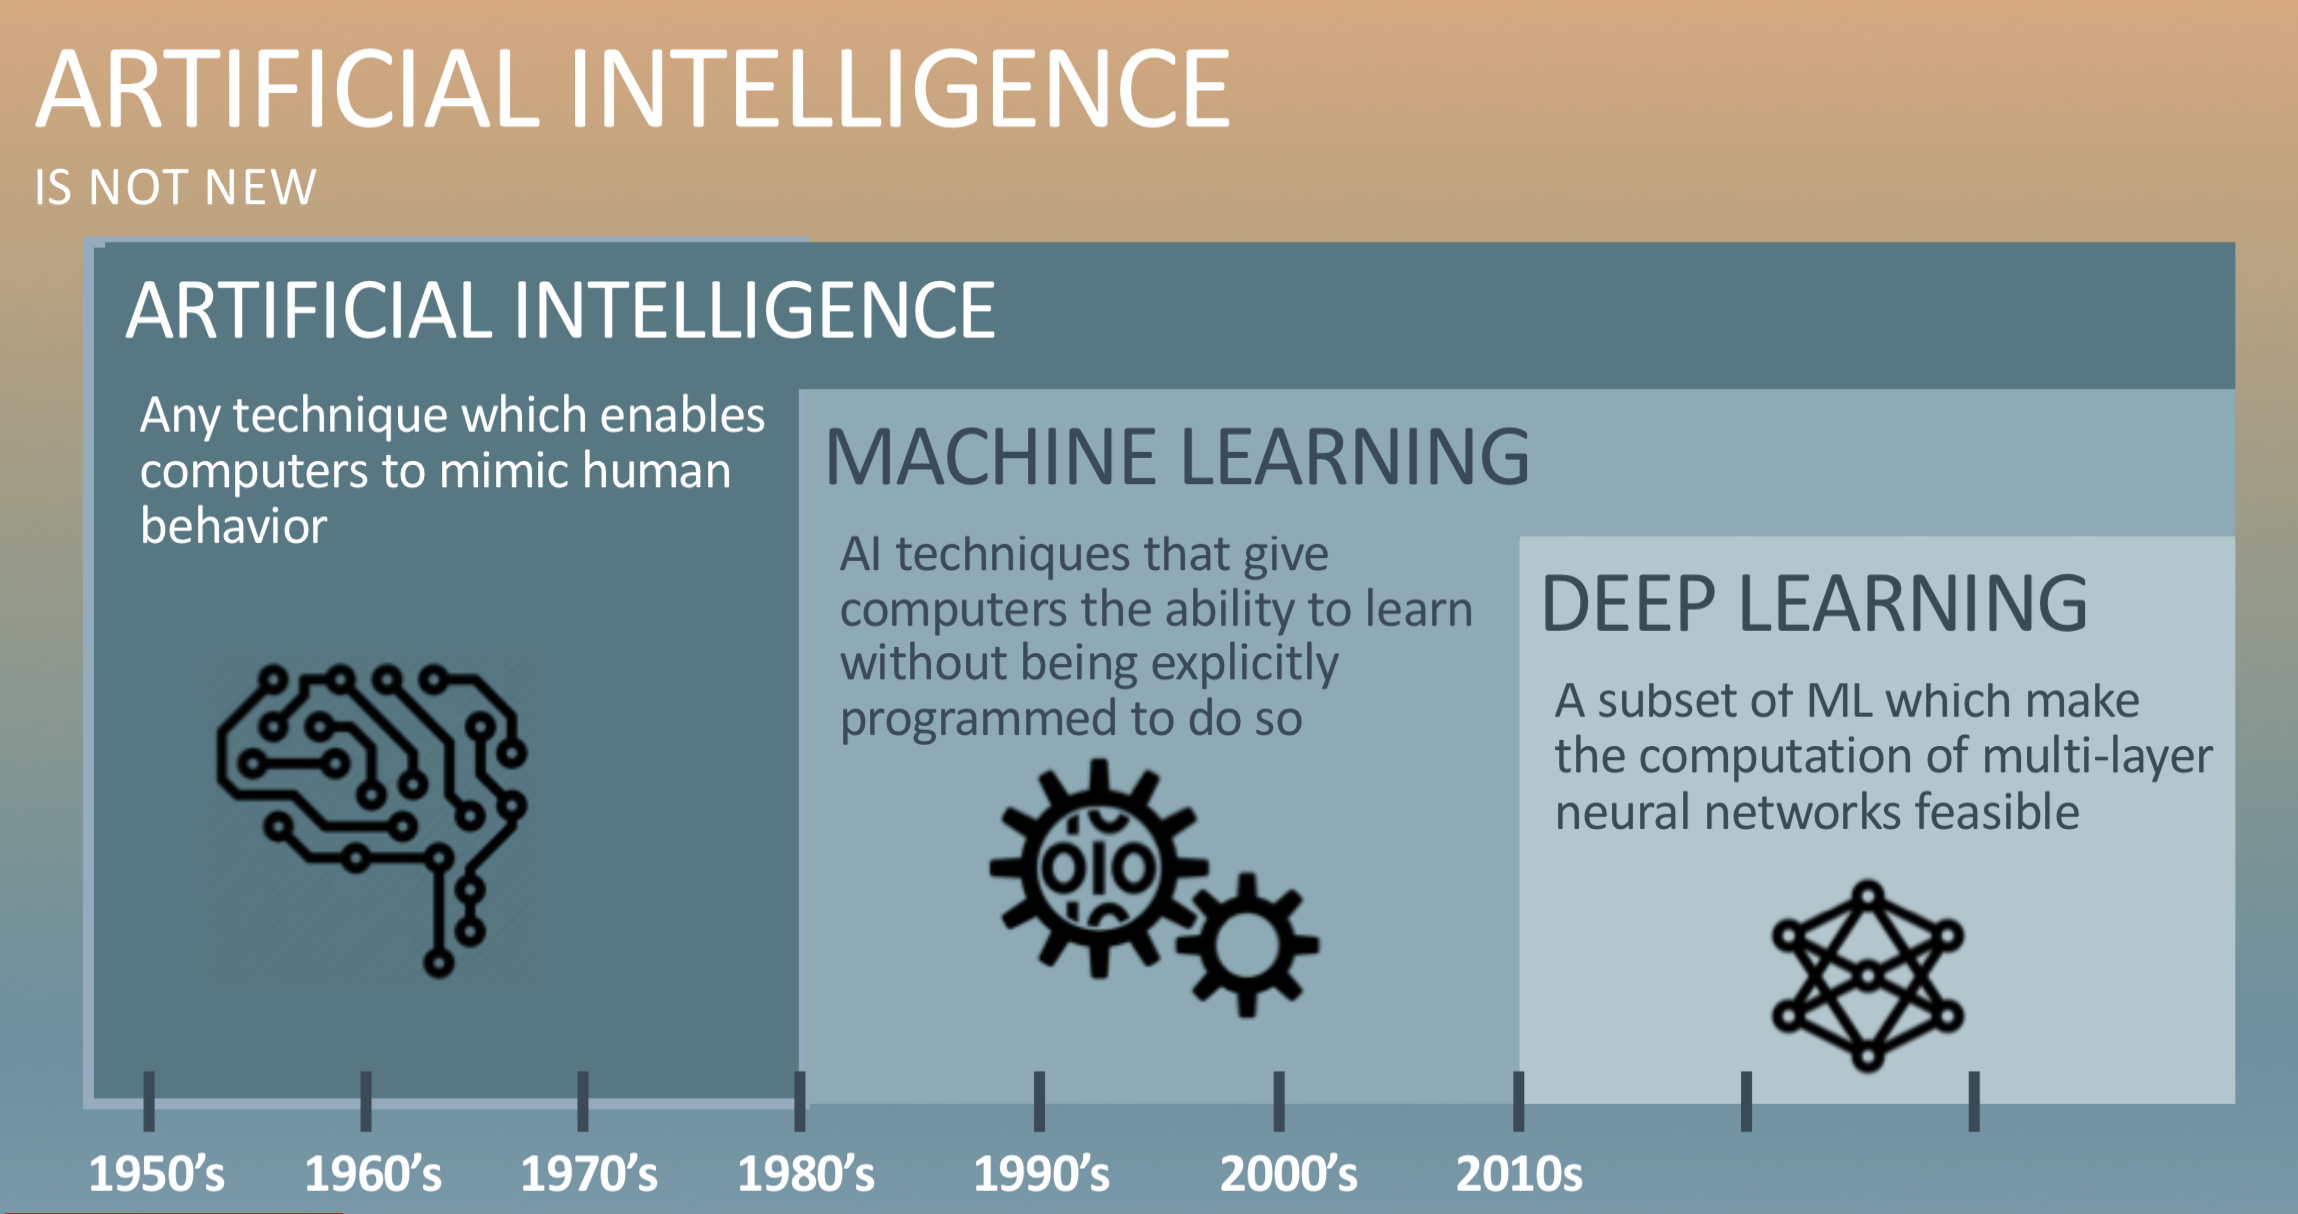 ARTIFICIAL INTELLIGENCE
IS NOT NEW
ARTIFICIAL INTELLIGENCE
Any technique which enables
computers to mimic human
behavior
MACHINE LEARNING
AI techniques that give
computers the ability to learn
without being explicitly
programmed to do so
DEEP LEARNING
A subset of ML which make
the computation of multi-layer
neural networks feasible
OIO
1950’s 1960’s 1970’s 1980’s 1990’s 2000’s 2010s